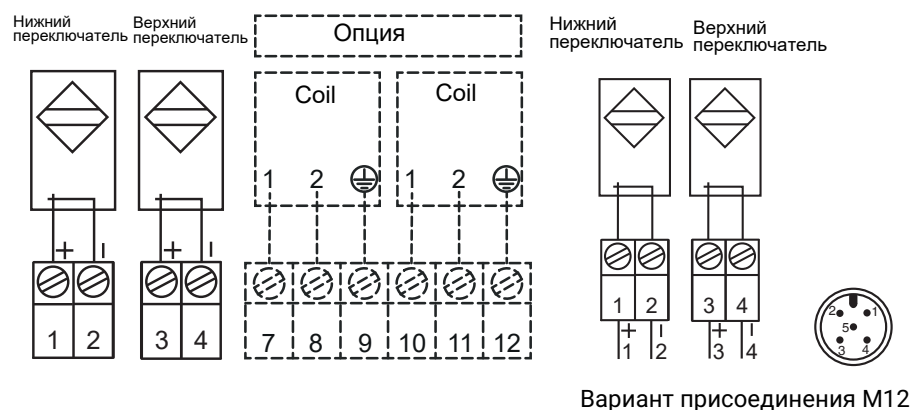 Нижний
переключатель
Верхний
переключатель
Опция
Нижний
переключатель
Верхний
переключатель
Coil
Coil
1 2
1 2
+ − + −
1 2 3 4 7 8 9 10 11 12
1 2 3 4
+ − + −
1 2 3 4
2 1
5
3 4
Вариант присоединения M12